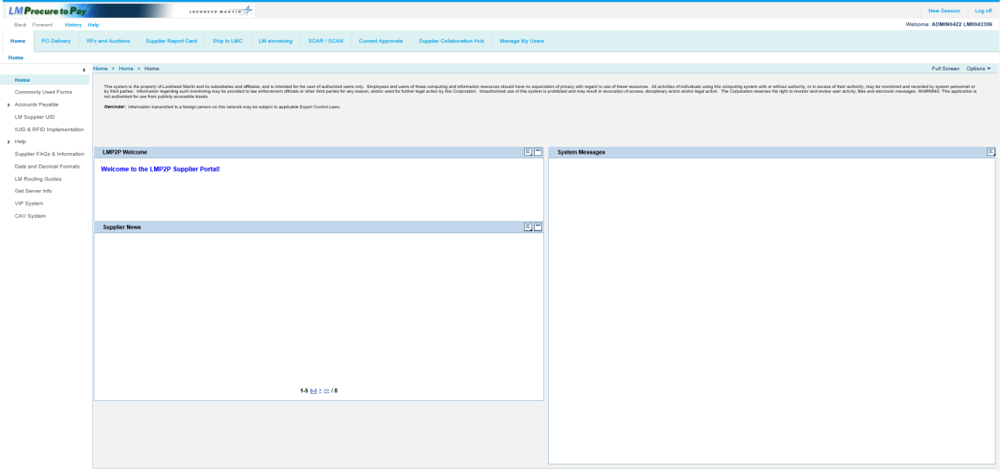 LM Procure to Pay
LOCKHEED MARTIN
New Session Log off
Back Forward History Help
Welcome: ADMIN0422 LM0043306
Home PO Delivery RFx and Auctions Supplier Report Card Ship to LMC LM eInvoicing SCAR / SCAN Current Approvals Supplier Collaboration Hub Manage My Users
Home
Home > Home > Home
Full Screen Options
Home
Commonly Used Forms
Accounts Payable
LM Supplier UID
IUID & RFID Implementation
Help
Supplier FAQs & Information
Date and Decimal Formats
LM Routing Guides
Get Server Info
VIP System
CAV System
This system is the property of Lockheed Martin and its subsidiaries and affiliates, and is intended for the user of authorized users only. Employees and users of these computing and information resources should have no expectation of privacy with regard to use of these resources. All activities of individuals using this computing system with or without authority, or in excess of their authority, may be monitored and recorded by system personnel or
by third parties. Information regarding such monitoring may be provided to law enforcement officials or other third parties for any reason, and/or used for further legal action by this Corporation. Unauthorized use of this system is prohibited and may result in revocation of access, disciplinary action and/or legal action. The Corporation reserves the right to monitor and review user activity, files and electronic messages. WARNING: This application is
not authorized for use from publicly accessible kiosks.
Reminder: Information transmitted to a foreign person on this network may be subject to applicable Export Control Laws.
LMP2P Welcome
Welcome to the LMP2P Supplier Portal!
Supplier News
1-5 6-8 > >> / 8
System Messages